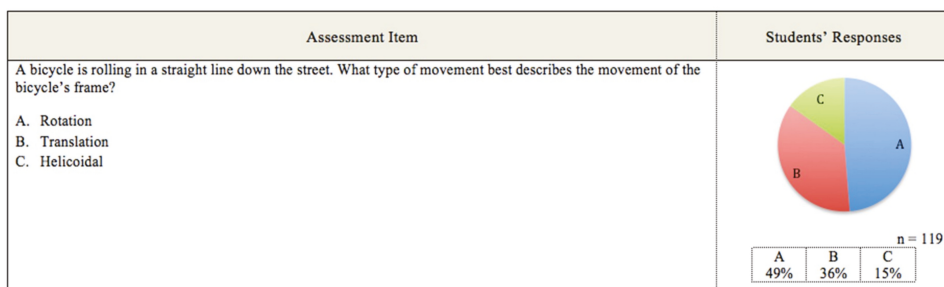 Assessment Item
Students' Responses
A bicycle is rolling in a straight line down the street. What type of movement best describes the movement of the
bicycle's frame?
A. Rotation
B. Translation
C. Helicoidal
C
A
B
n = 119
A B C
49% 36% 15%